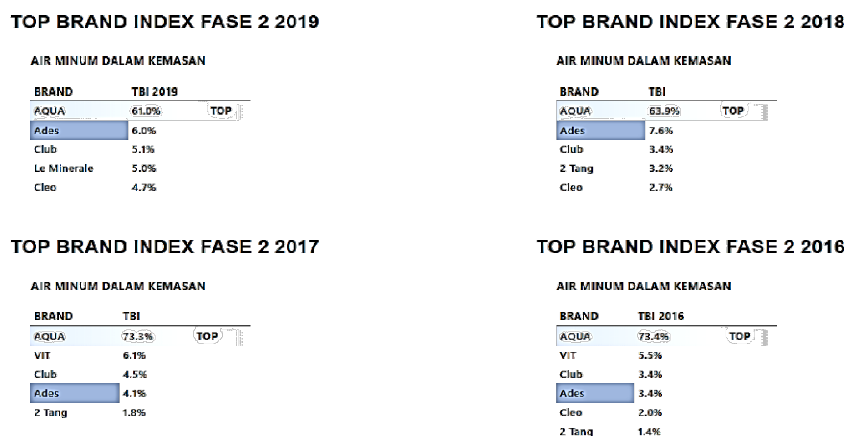 TOP BRAND INDEX FASE 2 2019
AIR MINUM DALAM KEMASAN
BRAND TBI 2019
AQUA 61.0% TOP
Ades 6.0%
Club 5.1%
Le Minerale 5.0%
Cleo 4.7%
TOP BRAND INDEX FASE 2 2018
AIR MINUM DALAM KEMASAN
BRAND TBI
AQUA 63.9% TOP
Ades 7.6%
Club 3.4%
2 Tang 3.2%
Cleo 2.7%
TOP BRAND INDEX FASE 2 2017
AIR MINUM DALAM KEMASAN
BRAND TBI
AQUA 73.3% TOP
VIT 6.1%
Club 4.5%
Ades 4.1%
2 Tang 1.8%
TOP BRAND INDEX FASE 2 2016
AIR MINUM DALAM KEMASAN
BRAND TBI 2016
AQUA 73.4% TOP
VIT 5.5%
Club 3.4%
Ades 3.4%
Cleo 2.0%
2 Tang 1.4%